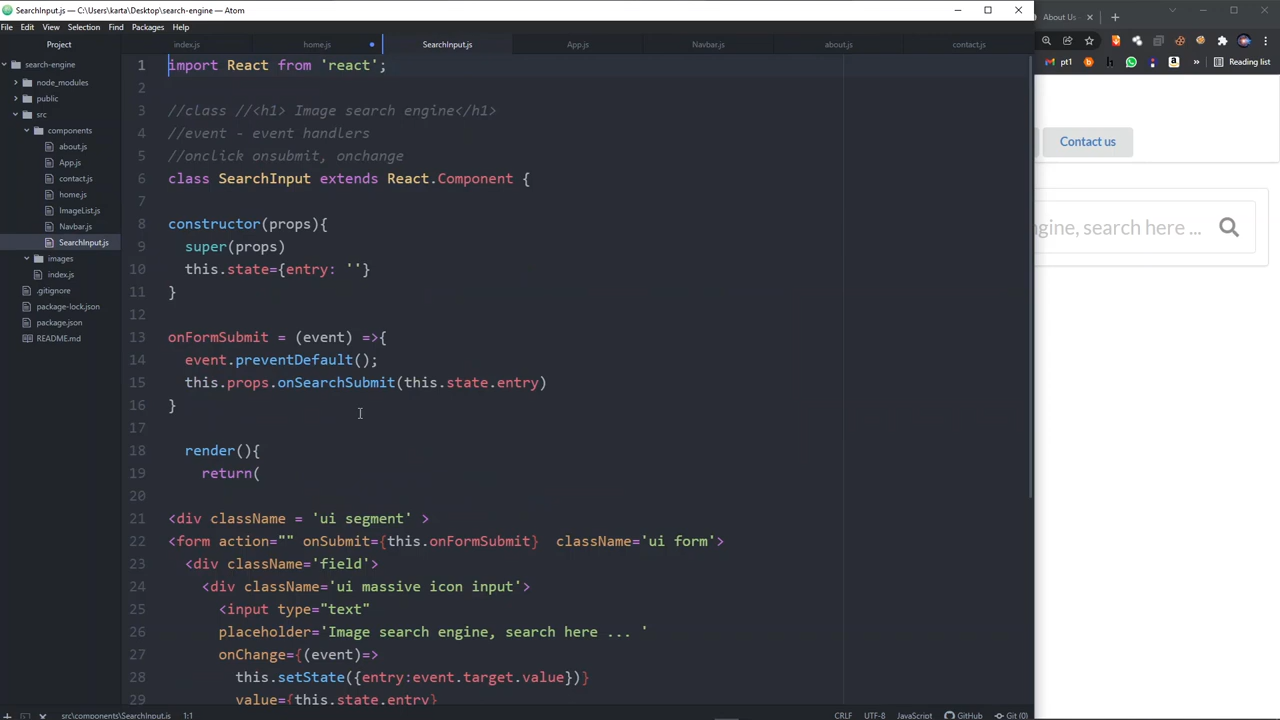 SearchInput.js — C:\Users\karta\Desktop\search-engine — Atom
File Edit View Selection Find Packages Help
Project
search-engine
node_modules
public
src
components
about.js
App.js
contact.js
home.js
ImageList.js
Navbar.js
SearchInput.js
images
index.js
.gitignore
package-lock.json
package.json
README.md
index.js home.js SearchInput.js App.js Navbar.js about.js contact.js
1 import React from 'react';
2
3 //class //<h1> Image search engine</h1>
4 //event - event handlers
5 //onclick onsubmit, onchange
6 class SearchInput extends React.Component {
7
8 constructor(props){
9 super(props)
10 this.state={entry: ''}
11 }
12
13 onFormSubmit = (event) =>{
14 event.preventDefault();
15 this.props.onSearchSubmit(this.state.entry)
16 }
17
18 render(){
19 return(
20
21 <div className = 'ui segment' >
22 <form action="" onSubmit={this.onFormSubmit} className='ui form'>
23 <div className='field'>
24 <div className='ui massive icon input'>
25 <input type="text"
26 placeholder='Image search engine, search here ... '
27 onChange={(event)=>
28 this.setState({entry:event.target.value})}
29 value={this.state.entry}
src\components\SearchInput.js 1:1 CRLF UTF-8 JavaScript GitHub Git (0)
About Us
pt1 » Reading list
Contact us
gine, search here ...